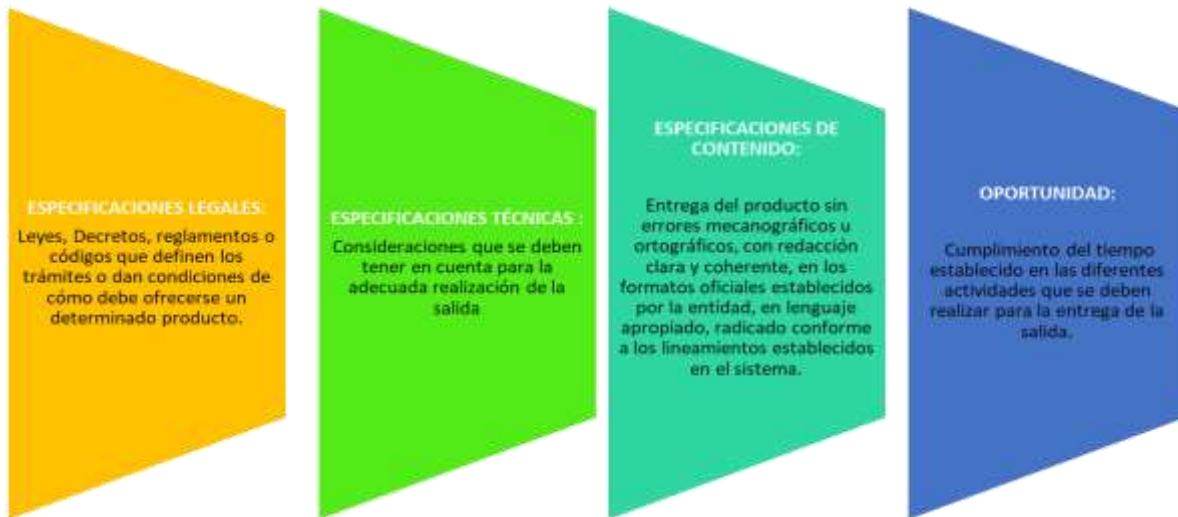 ESPECIFICACIONES LEGALES:
Leyes, Decretos, reglamentos o
códigos que definen los
trámites o dan condiciones de
cómo debe ofrecerse un
determinado producto.
ESPECIFICACIONES TÉCNICAS :
Consideraciones que se deben
tener en cuenta para la
adecuada realización de la
salida
ESPECIFICACIONES DE
CONTENIDO:
Entrega del producto sin
errores mecanográficos u
ortográficos, con redacción
clara y coherente, en los
formatos oficiales establecidos
por la entidad, en lenguaje
apropiado, radicado conforme
a los lineamientos establecidos
en el sistema.
OPORTUNIDAD:
Cumplimiento del tiempo
establecido en las diferentes
actividades que se deben
realizar para la entrega de la
salida.